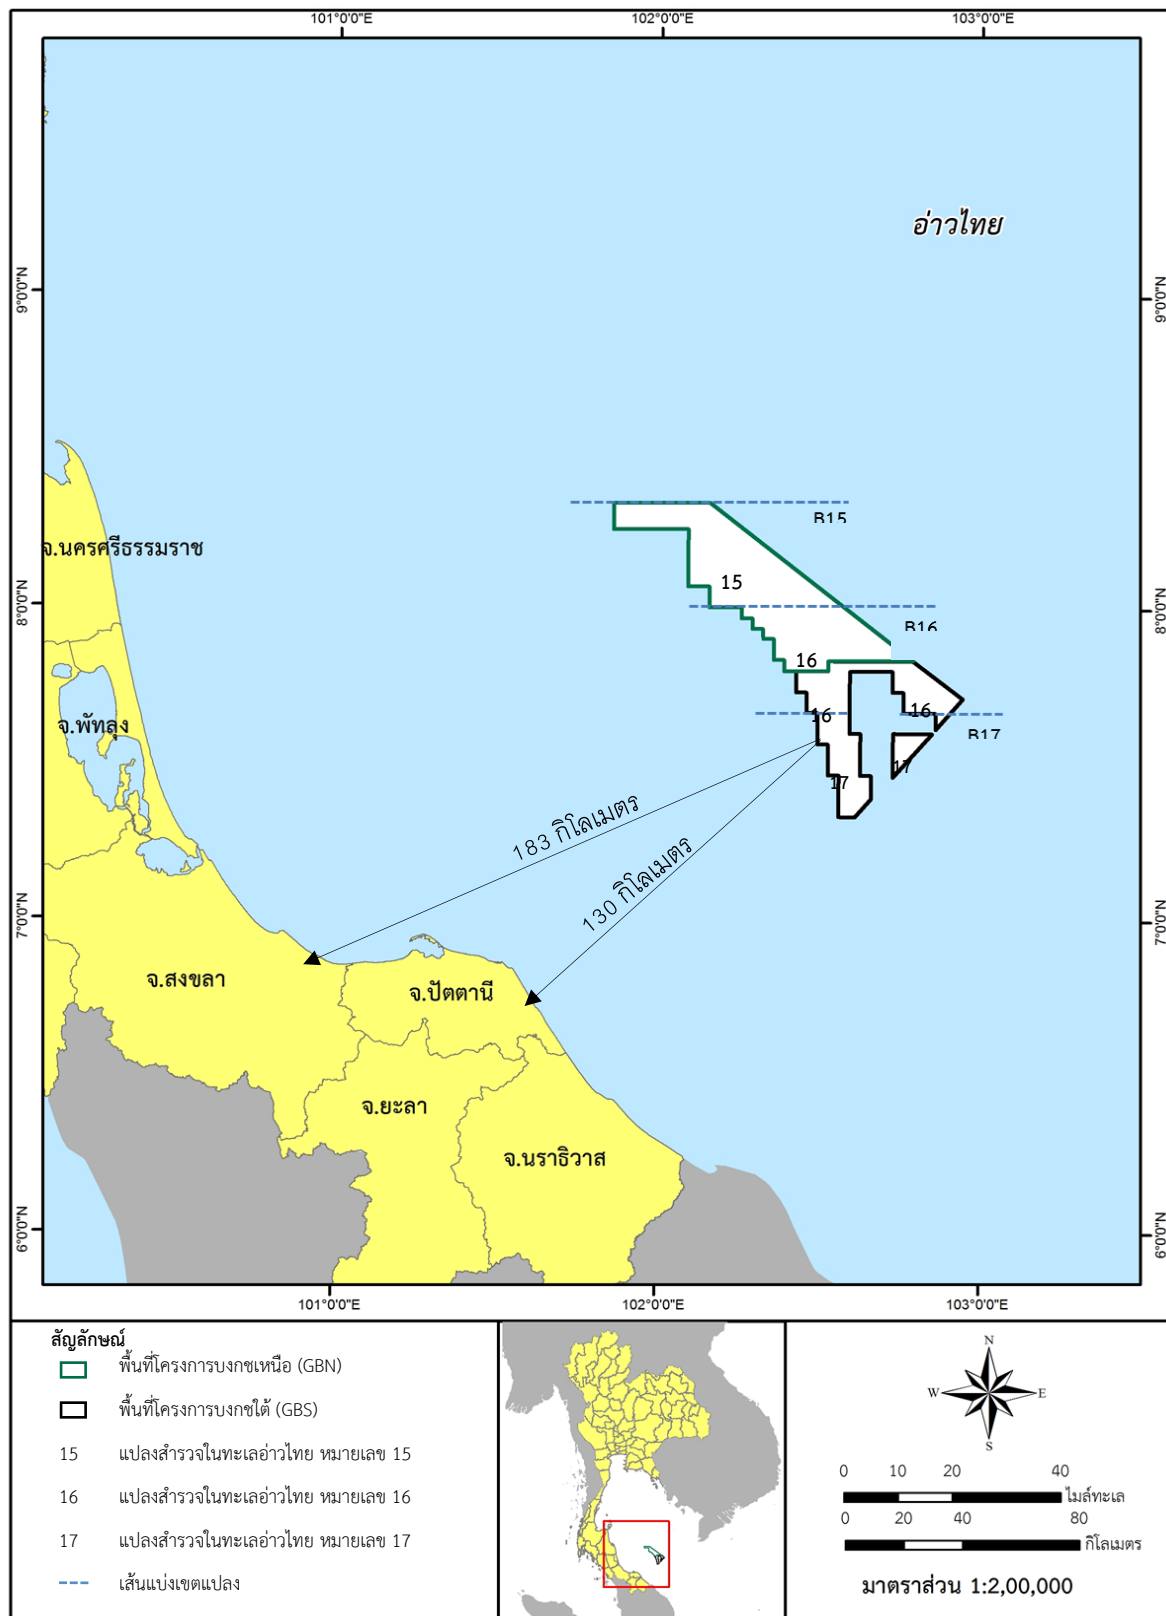 101°0'0"E 102°0'0"E 103°0'0"E
อ่าวไทย
9°0'0"N 9°0'0"N
B15
จ.นครศรีธรรมราช
15
8°0'0"N 8°0'0"N
B16
16
16 16
จ.พัทลุง
B17
17
17
183 กิโลเมตร
130 กิโลเมตร
7°0'0"N 7°0'0"N
จ.สงขลา
จ.ปัตตานี
จ.ยะลา
จ.นราธิวาส
6°0'0"N 6°0'0"N
101°0'0"E 102°0'0"E 103°0'0"E
สัญลักษณ์
พื้นที่โครงการบงกชเหนือ (GBN)
พื้นที่โครงการบงกชใต้ (GBS)
15 แปลงสำรวจในทะเลอ่าวไทย หมายเลข 15
16 แปลงสำรวจในทะเลอ่าวไทย หมายเลข 16
17 แปลงสำรวจในทะเลอ่าวไทย หมายเลข 17
เส้นแบ่งเขตแปลง
N
W E
S
0 10 20 40
ไมล์ทะเล
0 20 40 80
กิโลเมตร
มาตราส่วน 1:2,00,000